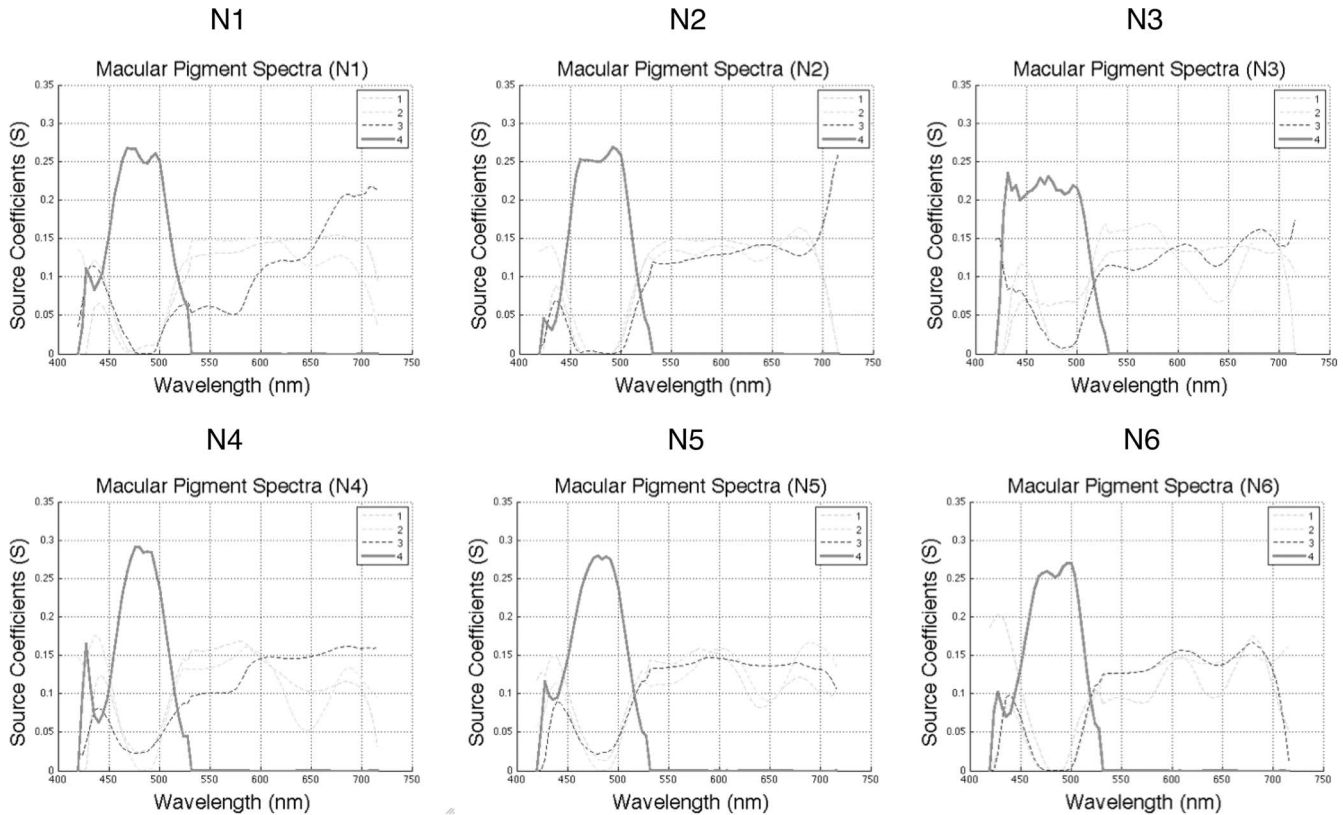 N1
N2
N3
Macular Pigment Spectra (N1)
Source Coefficients (S)
0.35
0.3
0.25
0.2
0.15
0.1
0.05
0
400 450 500 550 600 650 700 750
Wavelength (nm)
1
2
3
4
Macular Pigment Spectra (N2)
Source Coefficients (S)
0.35
0.3
0.25
0.2
0.15
0.1
0.05
0
400 450 500 550 600 650 700 750
Wavelength (nm)
1
2
3
4
Macular Pigment Spectra (N3)
Source Coefficients (S)
0.35
0.3
0.25
0.2
0.15
0.1
0.05
0
400 450 500 550 600 650 700 750
Wavelength (nm)
1
2
3
4
N4
N5
N6
Macular Pigment Spectra (N4)
Source Coefficients (S)
0.35
0.3
0.25
0.2
0.15
0.1
0.05
0
400 450 500 550 600 650 700 750
Wavelength (nm)
1
2
3
4
Macular Pigment Spectra (N5)
Source Coefficients (S)
0.35
0.3
0.25
0.2
0.15
0.1
0.05
0
400 450 500 550 600 650 700 750
Wavelength (nm)
1
2
3
4
Macular Pigment Spectra (N6)
Source Coefficients (S)
0.35
0.3
0.25
0.2
0.15
0.1
0.05
0
400 450 500 550 600 650 700 750
Wavelength (nm)
1
2
3
4